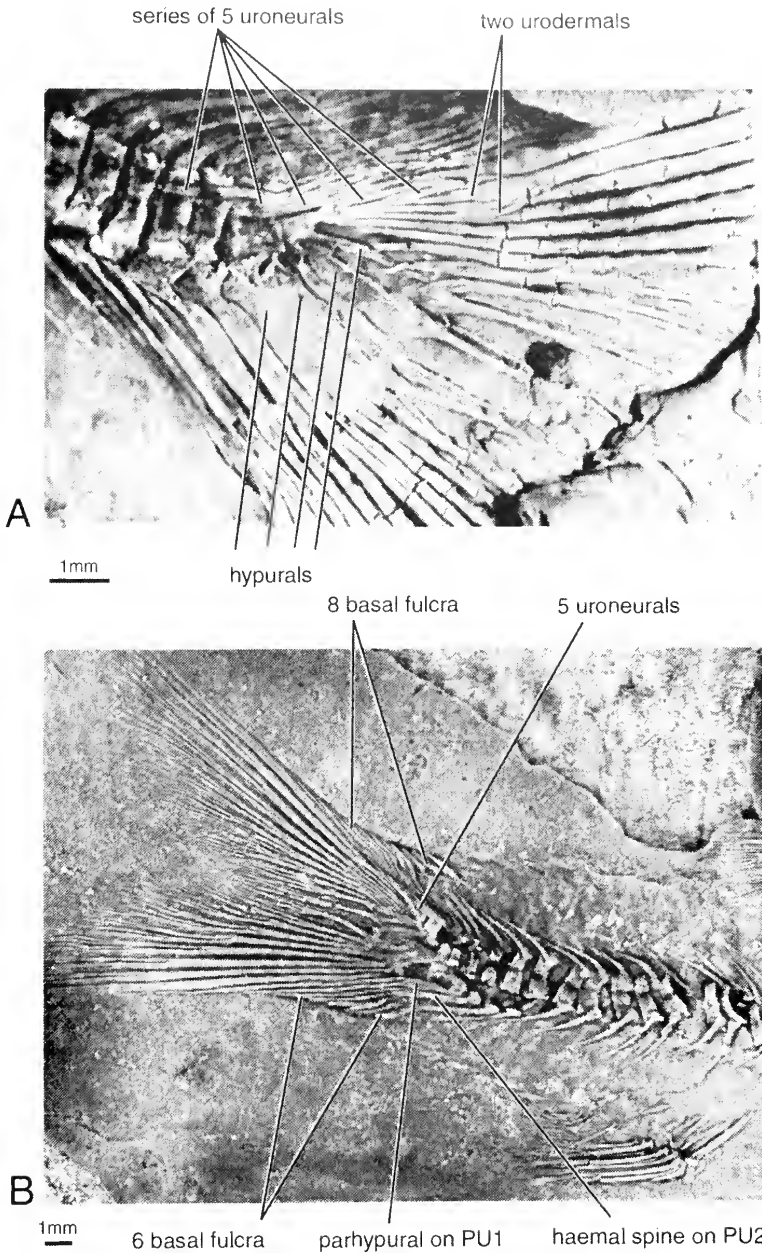 series of 5 uroneurals
two urodermals
A
1mm
hypurals
8 basal fulcra
5 uroneurals
B
1mm
6 basal fulcra
parhypural on PU1
haemal spine on PU2